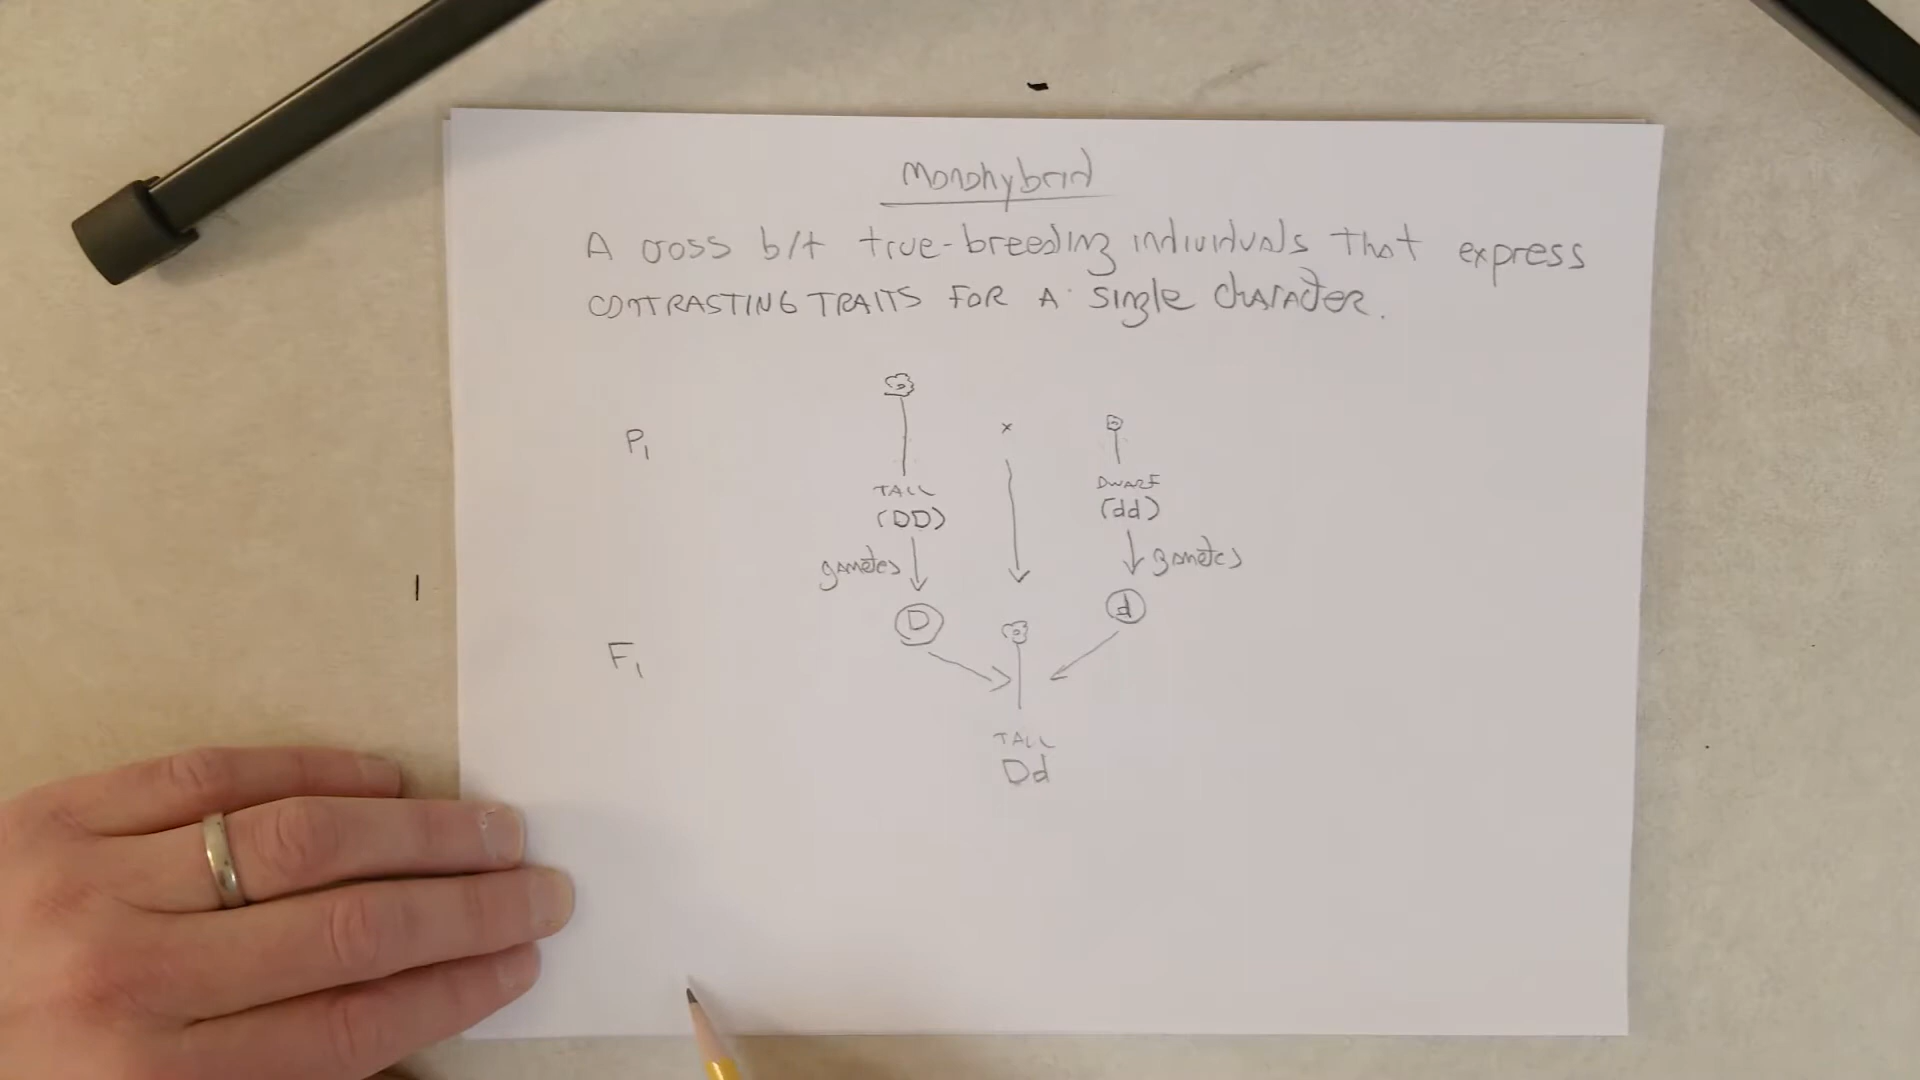 Monohybrid
A cross b/t true-breeding individuals that express
CONTRASTING TRAITS FOR A single character.
P1 x
TALL DWARF
(DD) (dd)
gametes gametes
D d
F1
TALL
Dd